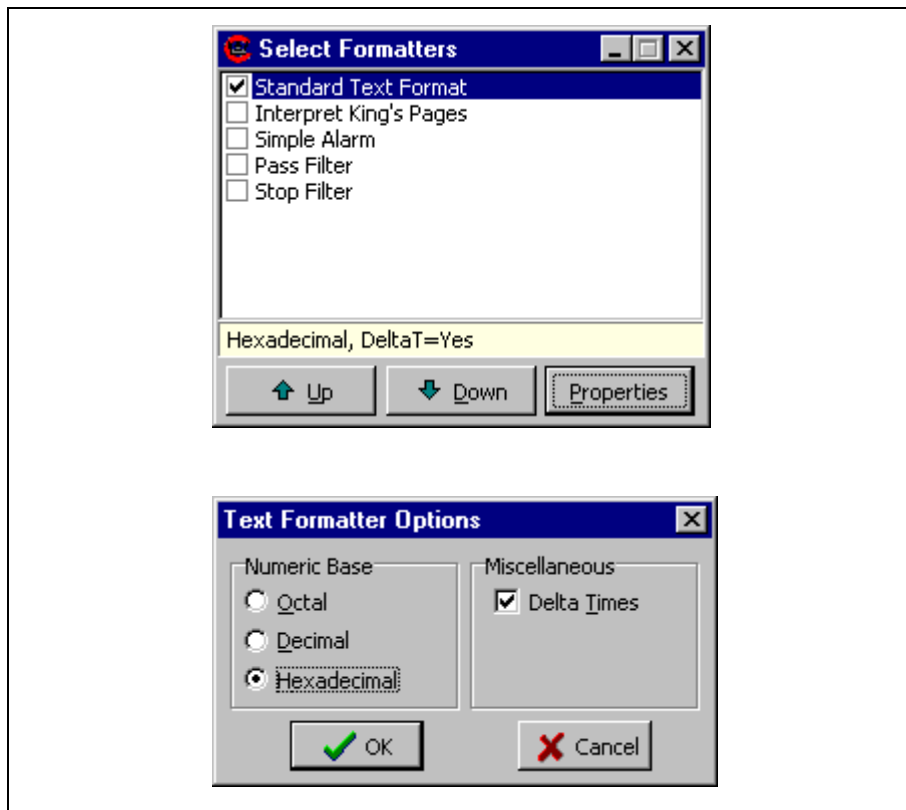 Select Formatters
Standard Text Format
Interpret King's Pages
Simple Alarm
Pass Filter
Stop Filter
Hexadecimal, DeltaT=Yes
Up Down Properties
Text Formatter Options
Numeric Base Miscellaneous
Octal Delta Times
Decimal
Hexadecimal
OK Cancel